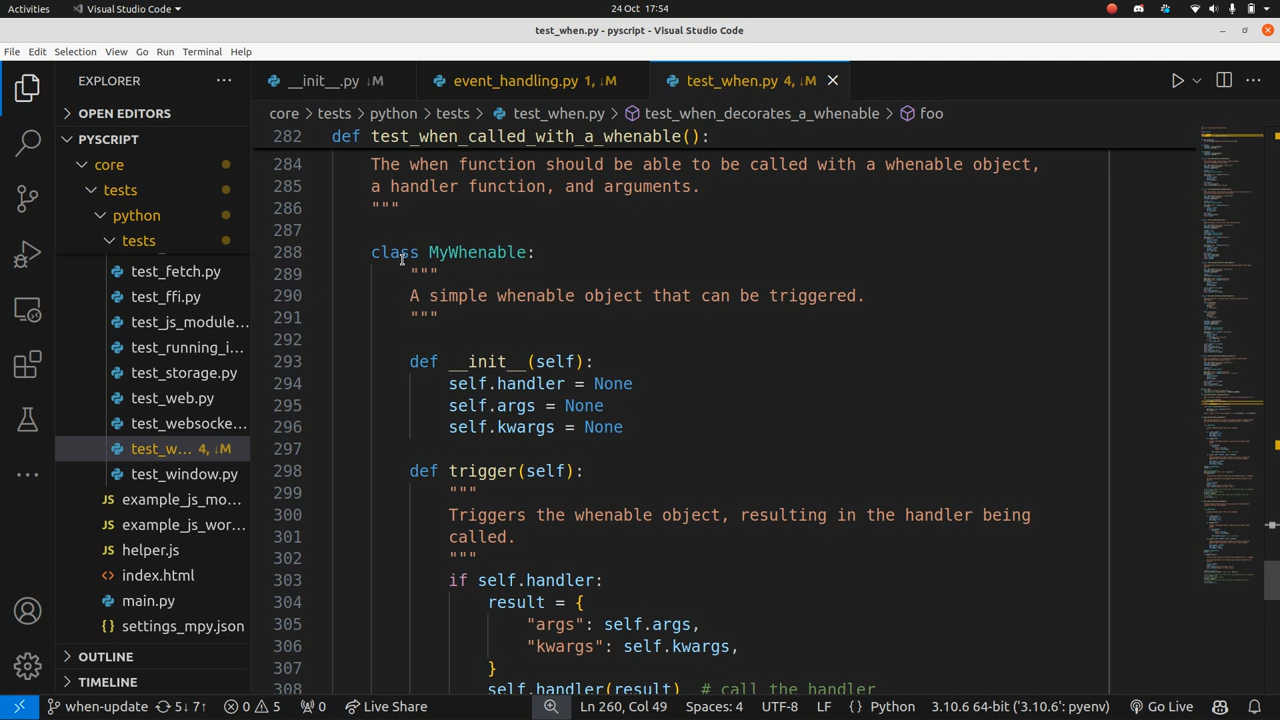 Activities
Visual Studio Code
24 Oct 17:54
test_when.py - pyscript - Visual Studio Code
File Edit Selection View Go Run Terminal Help
EXPLORER
OPEN EDITORS
PYSCRIPT
core
tests
python
tests
test_fetch.py
test_ffi.py
test_js_module...
test_running_i...
test_storage.py
test_web.py
test_websocke...
test_w... 4, ↓M
test_window.py
JS example_js_mo...
JS example_js_wor...
JS helper.js
<> index.html
main.py
{} settings_mpy.json
OUTLINE
TIMELINE
__init__.py ↓M
event_handling.py 1, ↓M
test_when.py 4, ↓M
core > tests > python > tests > test_when.py > test_when_decorates_a_whenable > foo
282 def test_when_called_with_a_whenable():
284 The when function should be able to be called with a whenable object,
285 a handler function, and arguments.
286 """
287
288 class MyWhenable:
289 """
290 A simple whenable object that can be triggered.
291 """
292
293 def __init__(self):
294 self.handler = None
295 self.args = None
296 self.kwargs = None
297
298 def trigger(self):
299 """
300 Triggers the whenable object, resulting in the handler being
301 called.
302 """
303 if self.handler:
304 result = {
305 "args": self.args,
306 "kwargs": self.kwargs,
307 }
308 self.handler(result) # call the handler
when-update 5↓ 7↑ 0 5 0 Live Share Ln 260, Col 49 Spaces: 4 UTF-8 LF Python 3.10.6 64-bit ('3.10.6': pyenv) Go Live